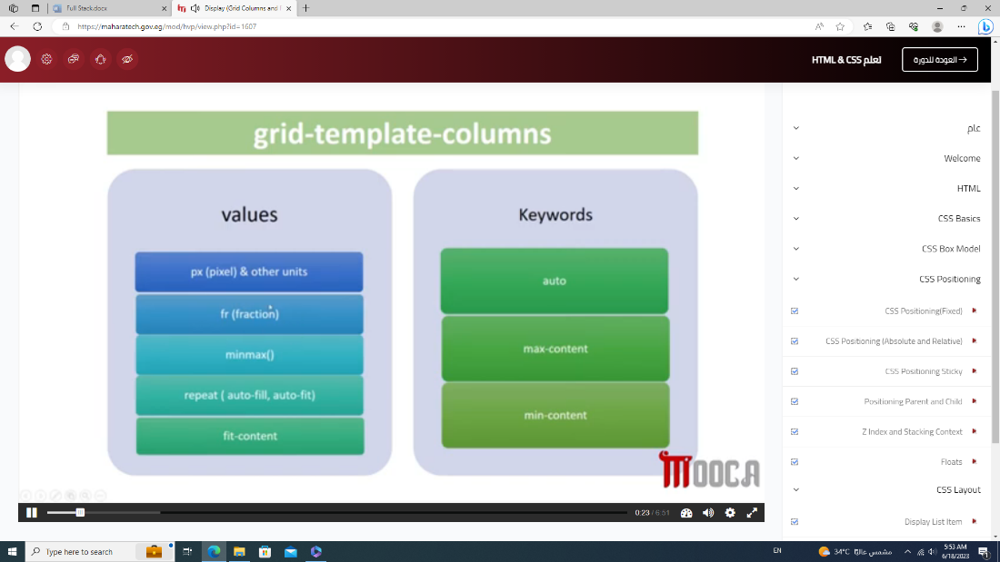 Full Stack.docx
Display (Grid Columns and
https://maharatech.gov.eg/mod/hvp/view.php?id=1607
تعلم HTML & CSS
العودة للدورة
grid-template-columns
values
px (pixel) & other units
fr (fraction)
minmax()
repeat ( auto-fill, auto-fit)
fit-content
Keywords
auto
max-content
min-content
MOOCA
0:23 / 6:51
عام
Welcome
HTML
CSS Basics
CSS Box Model
CSS Positioning
CSS Positioning(Fixed)
CSS Positioning (Absolute and Relative)
CSS Positioning Sticky
Positioning Parent and Child
Z Index and Stacking Context
Floats
CSS Layout
Display List Item
Type here to search
EN
34°C مشمس غالبًا
5:53 AM
6/18/2023